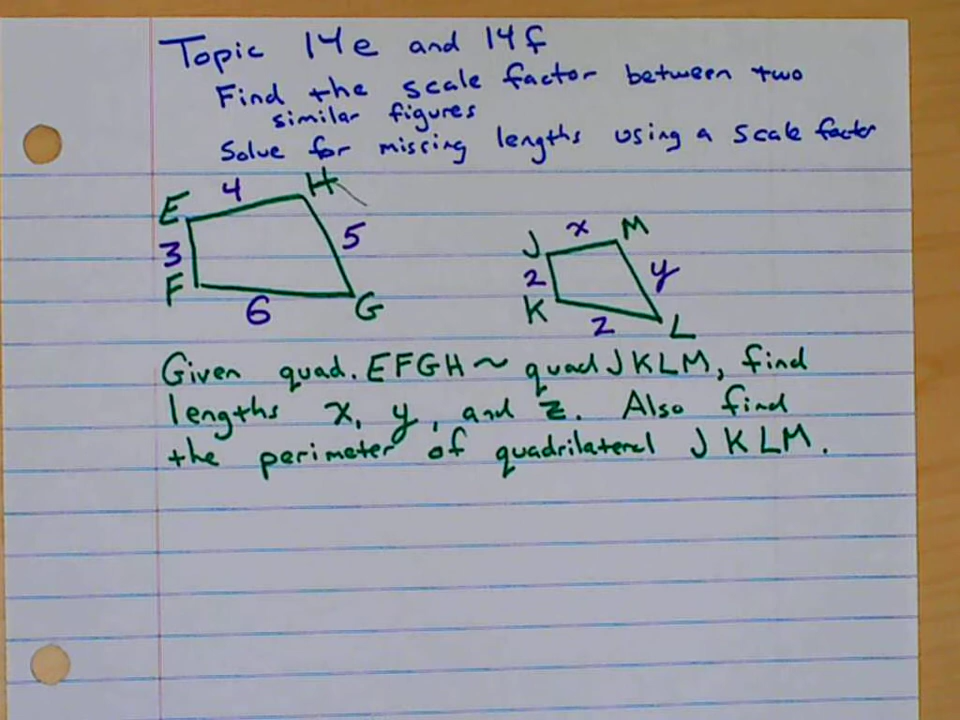 Topic 14e and 14f
Find the scale factor between two
similar figures
Solve for missing lengths using a scale factor
E 4 H
3 5
F 6 G
J x M
2 y
K z L
Given quad. EFGH ~ quad JKLM, find
lengths x, y, and z. Also find
the perimeter of quadrilateral JKLM.